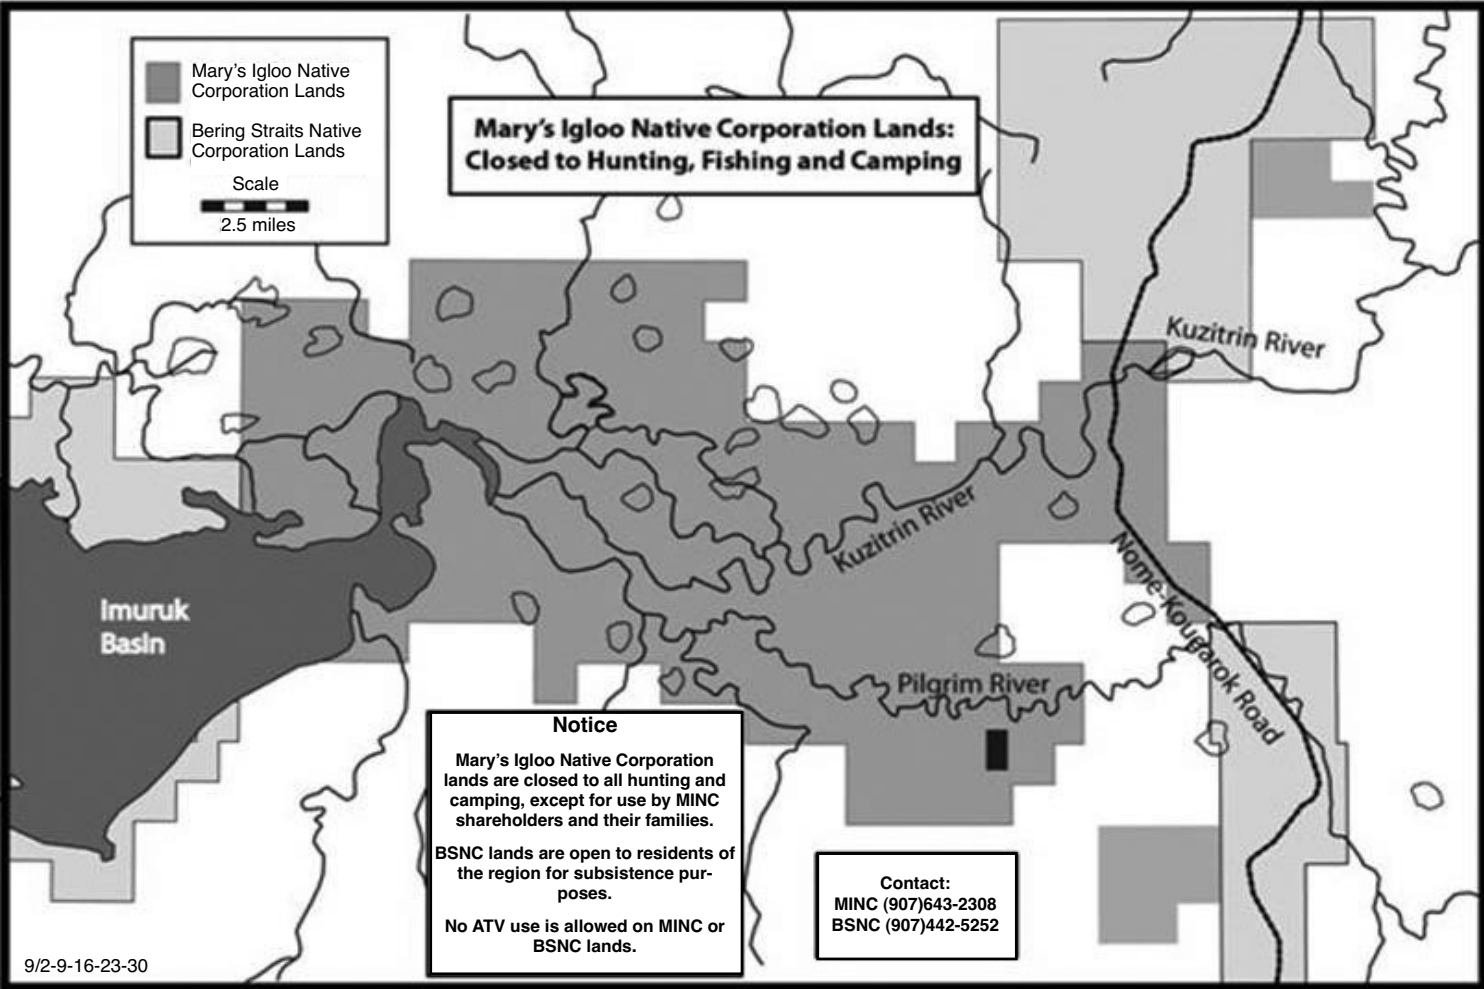 Mary's Igloo Native
Corporation Lands
Bering Straits Native
Corporation Lands
Scale
2.5 miles
Mary's Igloo Native Corporation Lands:
Closed to Hunting, Fishing and Camping
Kuzitrin River
Kuzitrin River
Nome-Kougarok Road
Imuruk
Basin
Pilgrim River
Notice
Mary's Igloo Native Corporation
lands are closed to all hunting and
camping, except for use by MINC
shareholders and their families.
BSNC lands are open to residents of
the region for subsistence pur-
poses.
No ATV use is allowed on MINC or
BSNC lands.
Contact:
MINC (907)643-2308
BSNC (907)442-5252
9/2-9-16-23-30